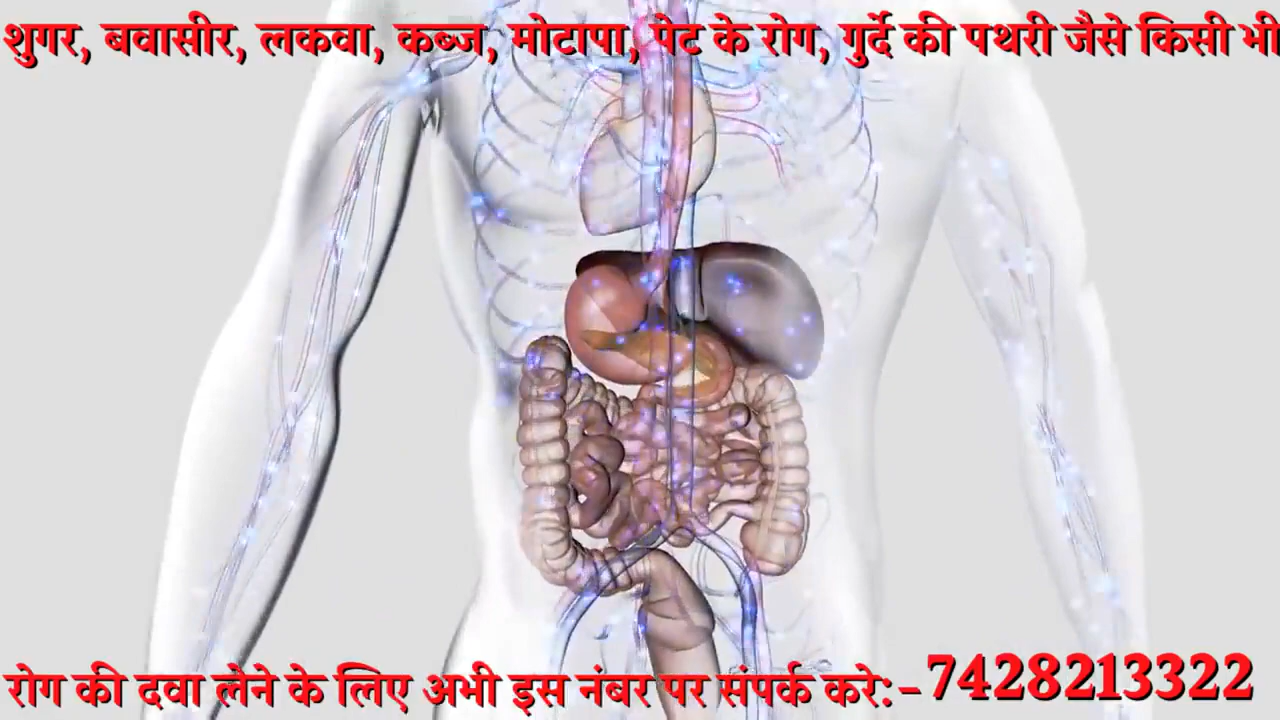 शुगर, बवासीर, लकवा, कब्ज, मोटापा, पेट के रोग, गुर्दे की पथरी जैसे किसी भी
रोग की दवा लेने के लिए अभी इस नंबर पर संपर्क करे:-7428213322